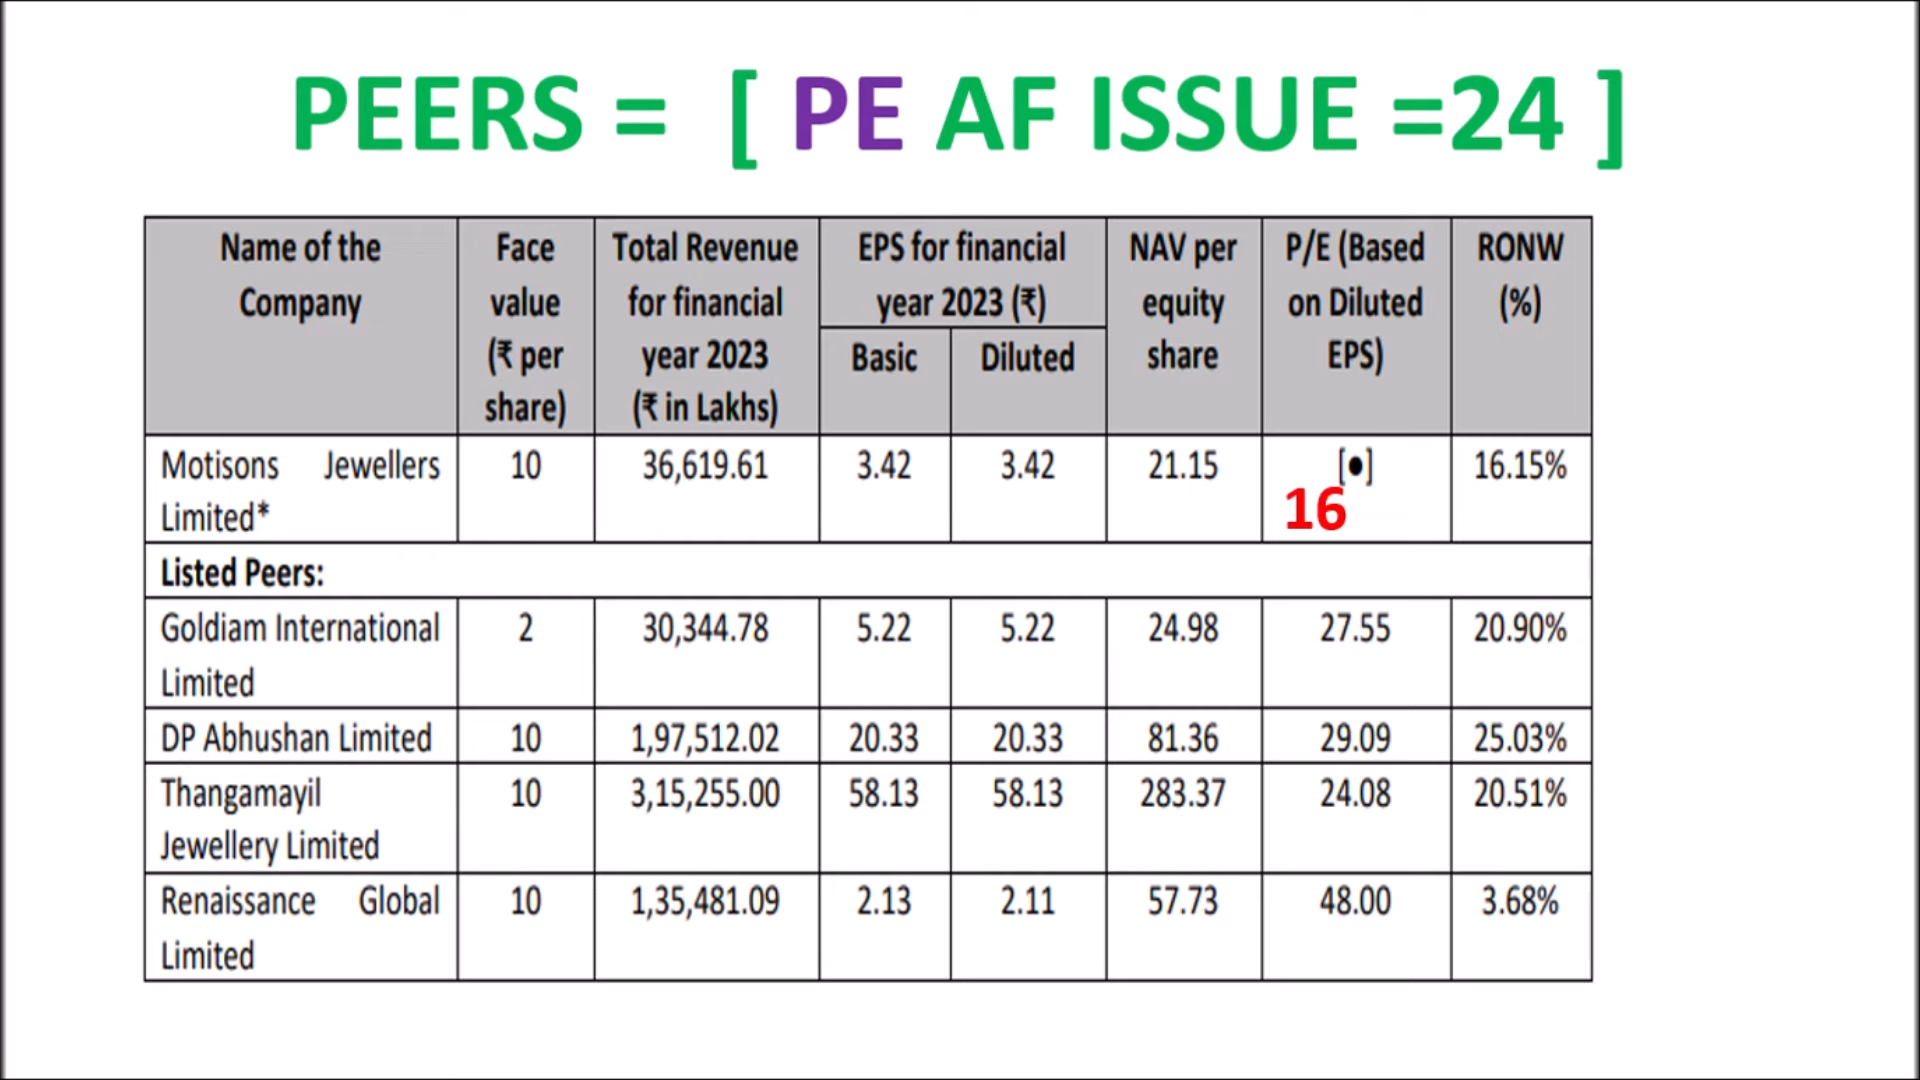 PEERS = [ PE AF ISSUE =24 ]
Name of the Company Face value (₹ per share) Total Revenue for financial year 2023 (₹ in Lakhs) EPS for financial year 2023 (₹) NAV per equity share P/E (Based on Diluted EPS) RONW (%)
Basic Diluted
Motisons Jewellers Limited* 10 36,619.61 3.42 3.42 21.15 [●] 16 16.15%
Listed Peers:
Goldiam International Limited 2 30,344.78 5.22 5.22 24.98 27.55 20.90%
DP Abhushan Limited 10 1,97,512.02 20.33 20.33 81.36 29.09 25.03%
Thangamayil Jewellery Limited 10 3,15,255.00 58.13 58.13 283.37 24.08 20.51%
Renaissance Global Limited 10 1,35,481.09 2.13 2.11 57.73 48.00 3.68%